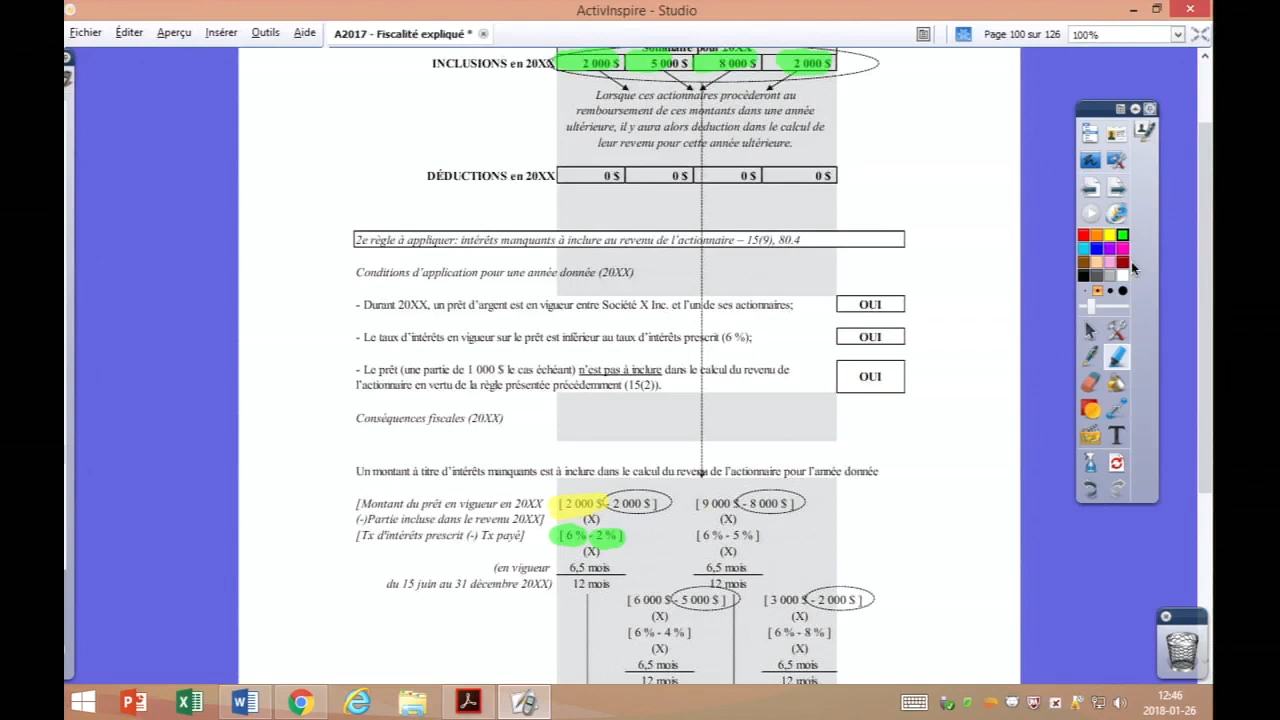 ActivInspire - Studio
Fichier Éditer Aperçu Insérer Outils Aide A2017 - Fiscalité expliqué * Page 100 sur 126 100%
Sommaire pour 20XX
INCLUSIONS en 20XX 2 000 $ 5 000 $ 8 000 $ 2 000 $
Lorsque ces actionnaires procèderont au
remboursement de ces montants dans une année
ultérieure, il y aura alors déduction dans le calcul de
leur revenu pour cette année ultérieure.
DÉDUCTIONS en 20XX 0 $ 0 $ 0 $ 0 $
2e règle à appliquer: intérêts manquants à inclure au revenu de l'actionnaire – 15(9), 80.4
Conditions d'application pour une année donnée (20XX)
- Durant 20XX, un prêt d'argent est en vigueur entre Société X Inc. et l'un de ses actionnaires; OUI
- Le taux d'intérêts en vigueur sur le prêt est inférieur au taux d'intérêts prescrit (6 %); OUI
- Le prêt (une partie de 1 000 $ le cas échéant) n'est pas à inclure dans le calcul du revenu de
l'actionnaire en vertu de la règle présentée précédemment (15(2)). OUI
Conséquences fiscales (20XX)
Un montant à titre d'intérêts manquants est à inclure dans le calcul du revenu de l'actionnaire pour l'année donnée
[Montant du prêt en vigueur en 20XX [ 2 000 $ - 2 000 $ ] [ 9 000 $ - 8 000 $ ]
(-)Partie incluse dans le revenu 20XX] (X) (X)
[Tx d'intérêts prescrit (-) Tx payé] [ 6 % - 2 % ] [ 6 % - 5 % ]
(X) (X)
(en vigueur 6,5 mois 6,5 mois
du 15 juin au 31 décembre 20XX) 12 mois 12 mois
[ 6 000 $ - 5 000 $ ] [ 3 000 $ - 2 000 $ ]
(X) (X)
[ 6 % - 4 % ] [ 6 % - 8 % ]
(X) (X)
6,5 mois 6,5 mois
12 mois 12 mois
12:46
2018-01-26